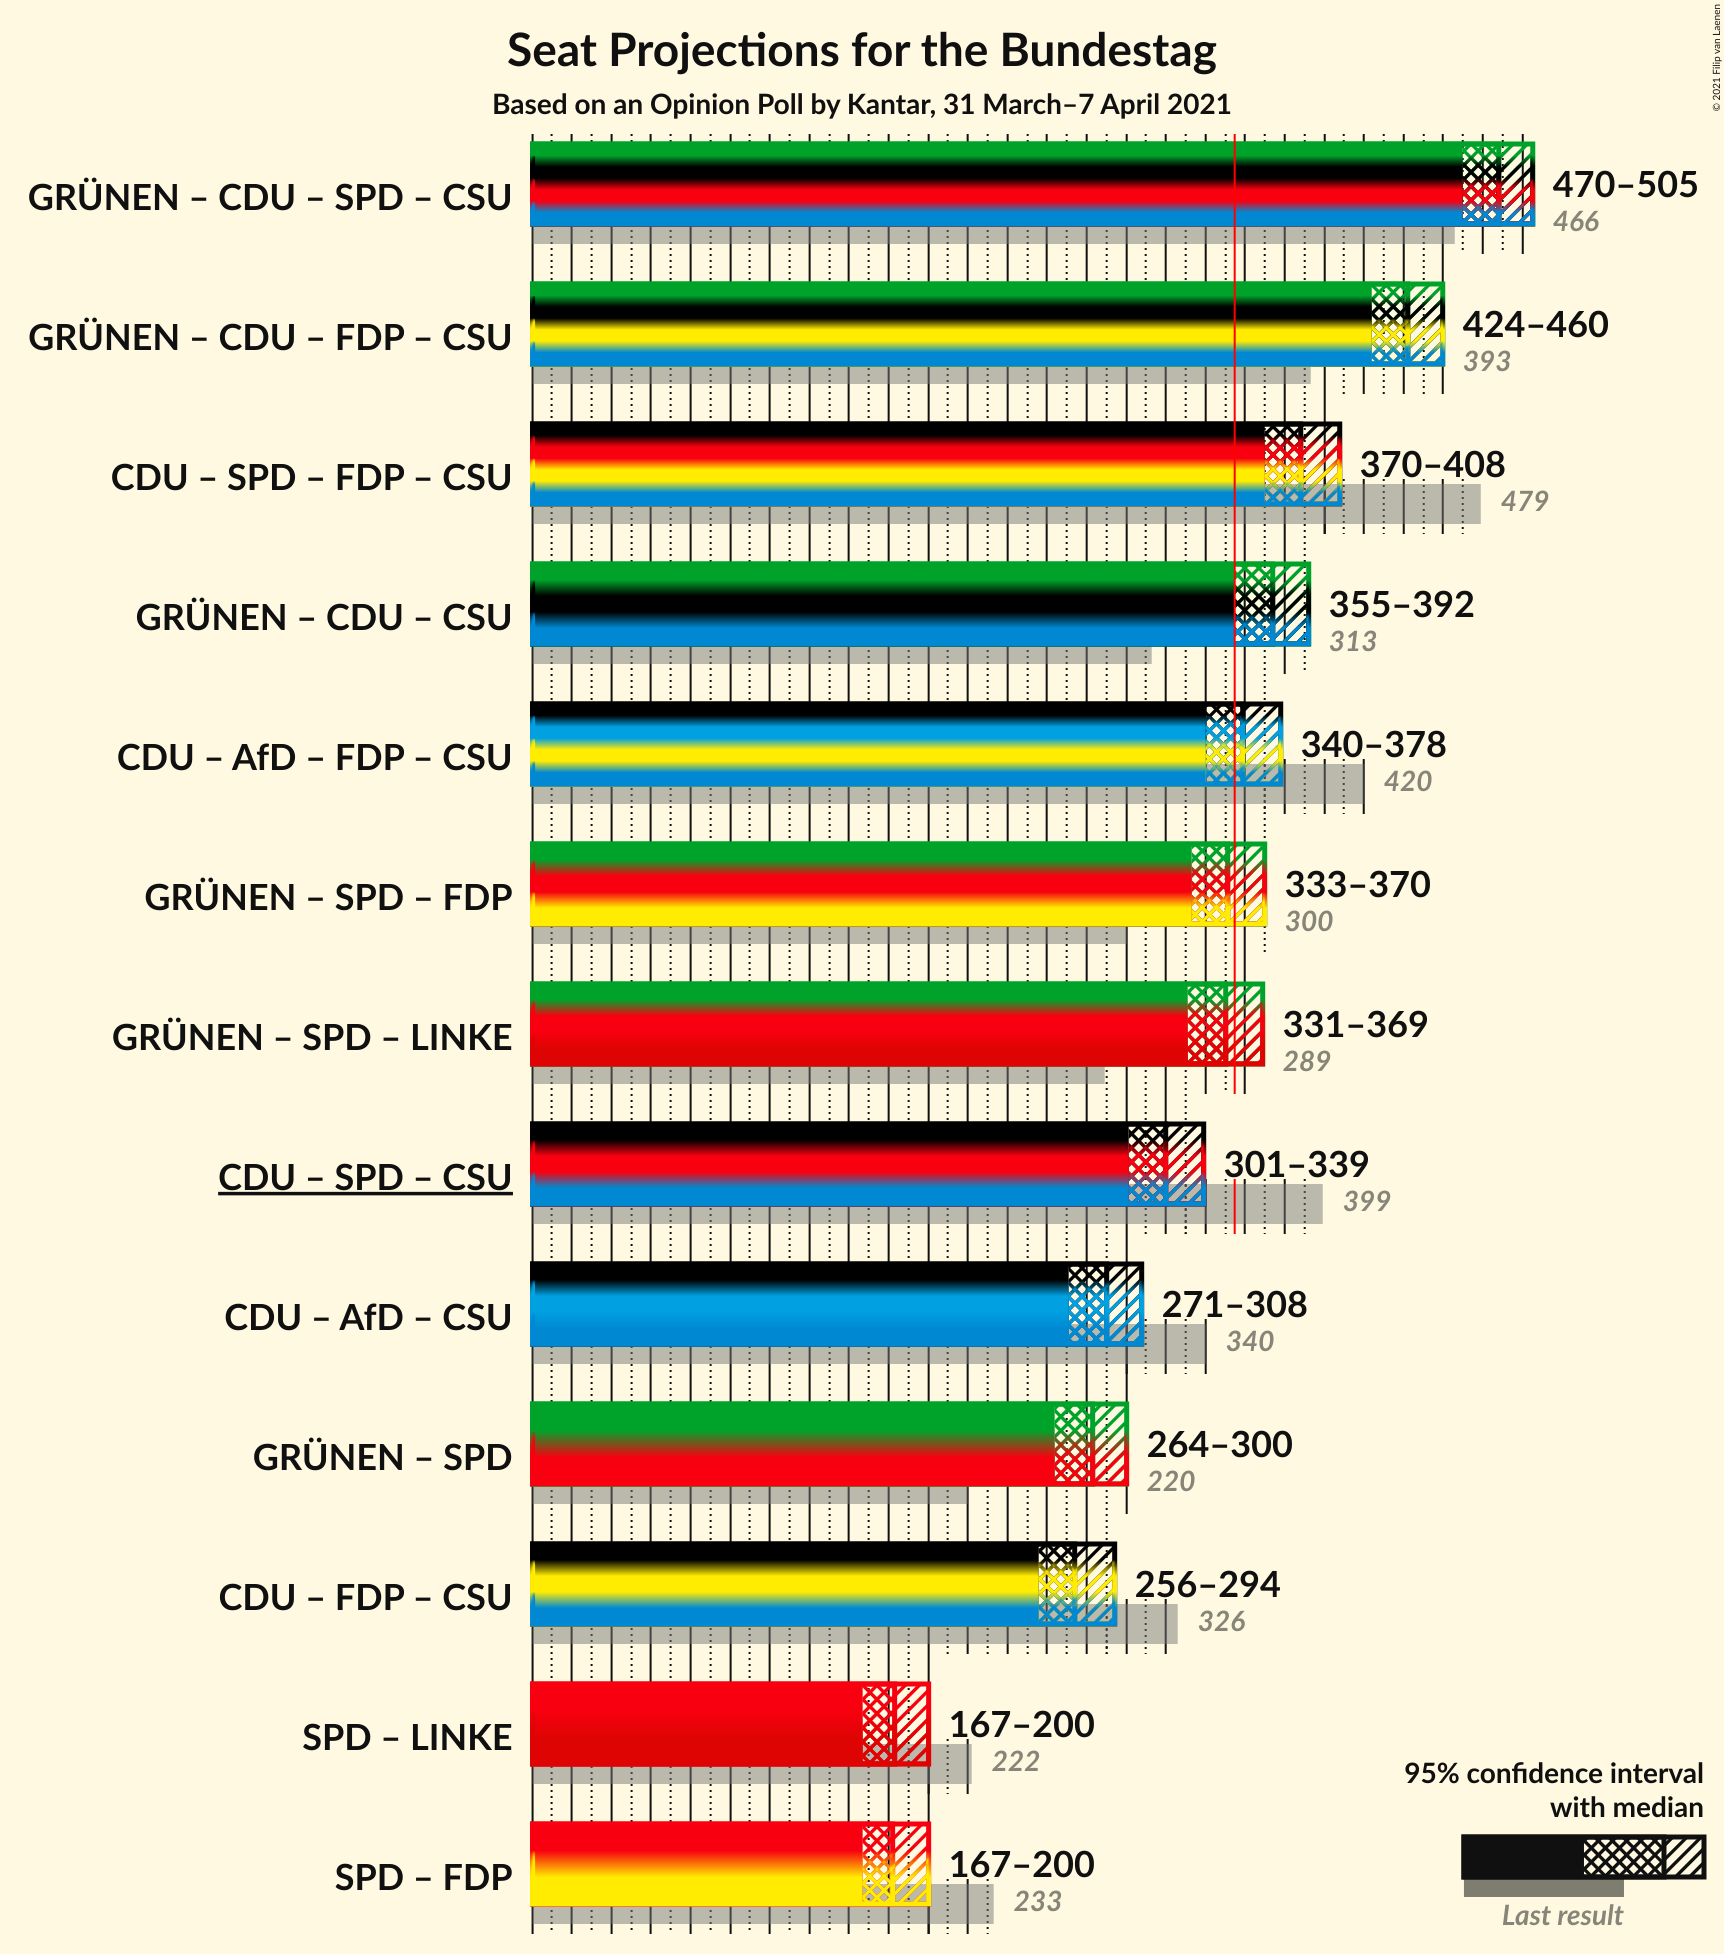 Seat Projections for the Bundestag
Based on an Opinion Poll by Kantar, 31 March–7 April 2021
© 2021 Filip van Laenen
GRÜNEN – CDU – SPD – CSU
470–505
466
GRÜNEN – CDU – FDP – CSU
424–460
393
CDU – SPD – FDP – CSU
370–408
479
GRÜNEN – CDU – CSU
355–392
313
CDU – AfD – FDP – CSU
340–378
420
GRÜNEN – SPD – FDP
333–370
300
GRÜNEN – SPD – LINKE
331–369
289
CDU – SPD – CSU
301–339
399
CDU – AfD – CSU
271–308
340
GRÜNEN – SPD
264–300
220
CDU – FDP – CSU
256–294
326
SPD – LINKE
167–200
222
SPD – FDP
167–200
233
95% confidence interval
with median
Last result